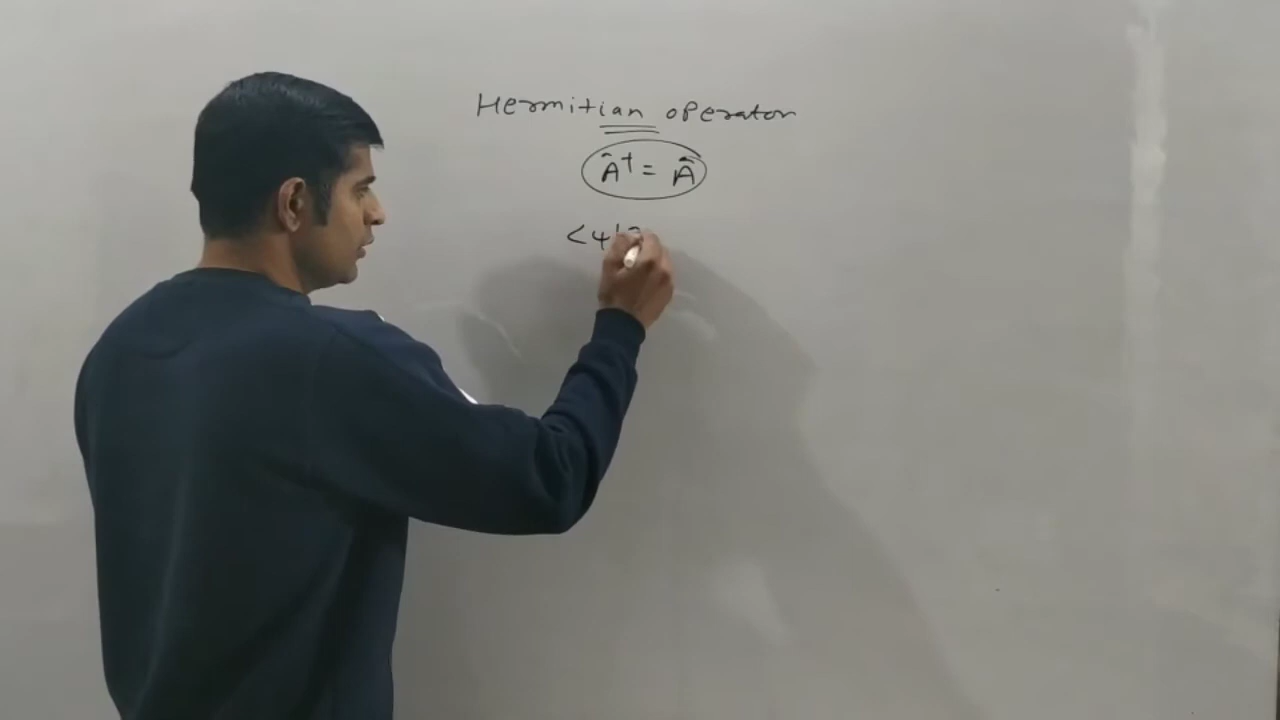 Hermitian operator
Â† = Â
<ψ|